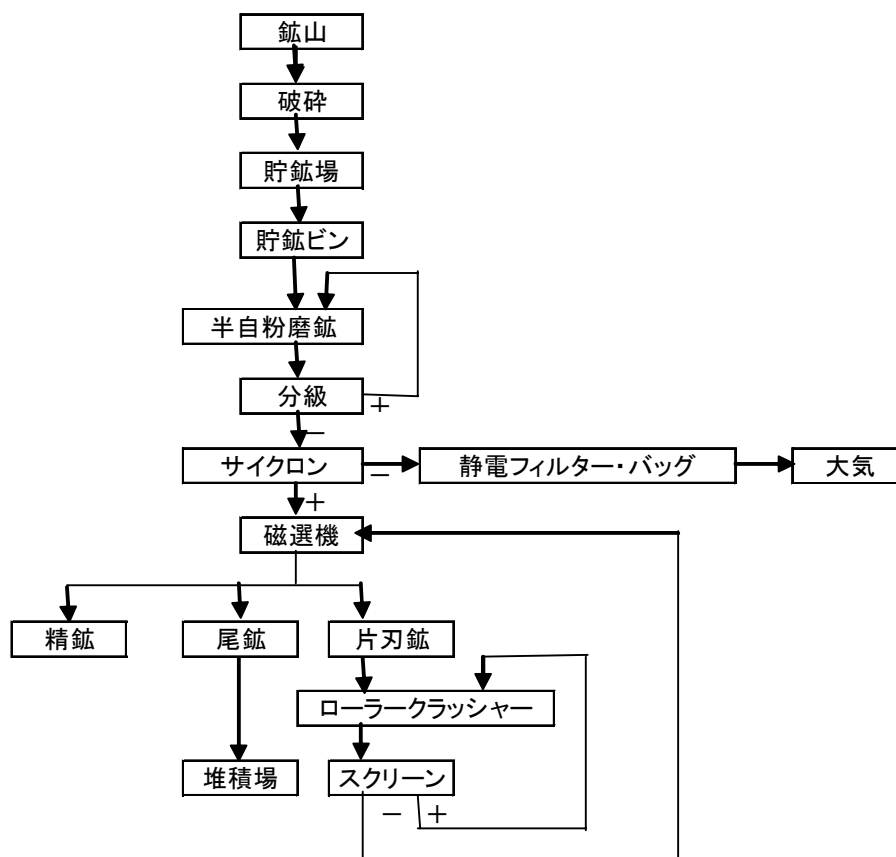 鉱山
破砕
貯鉱場
貯鉱ビン
半自粉磨鉱
分級
+
−
サイクロン
−
静電フィルター・バッグ
大気
+
磁選機
精鉱
尾鉱
片刃鉱
ローラークラッシャー
堆積場
スクリーン
− +